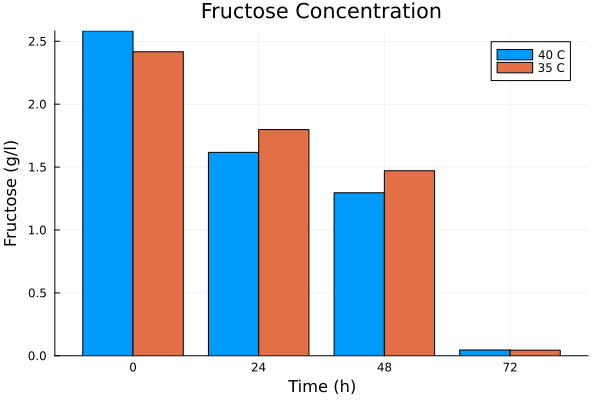 Fructose Concentration
40 C
35 C
Fructose (g/l)
2.5
2.0
1.5
1.0
0.5
0.0
0 24 48 72
Time (h)